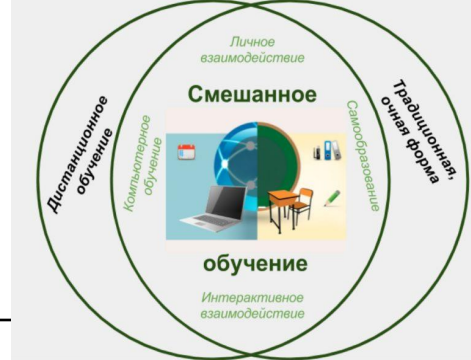 Личное
взаимодействие
Смешанное
Дистанционное
обучение
Компьютерное
обучение
Самообразование
Традиционная,
очная форма
обучение
Интерактивное
взаимодействие